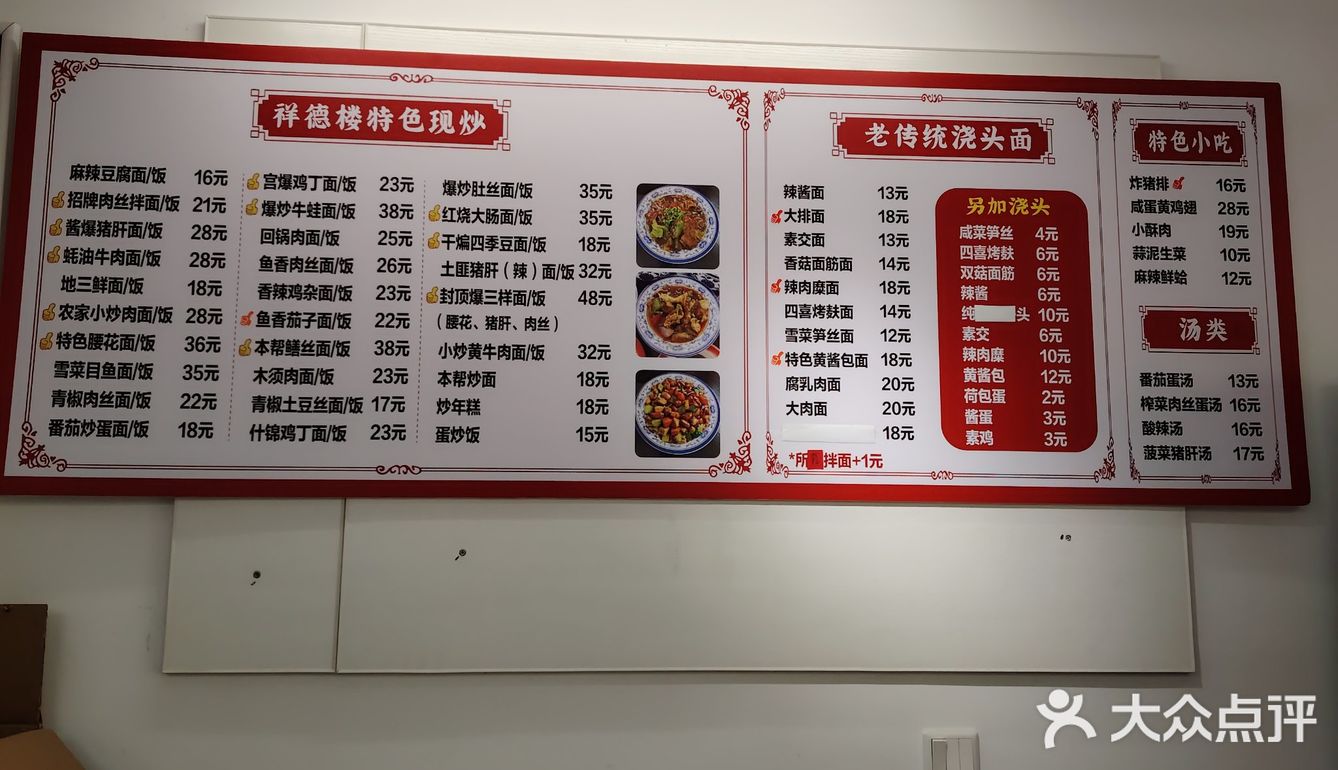 祥德楼特色现炒
麻辣豆腐面/饭 16元
招牌肉丝拌面/饭 21元
酱爆猪肝面/饭 28元
蚝油牛肉面/饭 28元
地三鲜面/饭 18元
农家小炒肉面/饭 28元
特色腰花面/饭 36元
雪菜目鱼面/饭 35元
青椒肉丝面/饭 22元
番茄炒蛋面/饭 18元
宫爆鸡丁面/饭 23元
爆炒牛蛙面/饭 38元
回锅肉面/饭 25元
鱼香肉丝面/饭 26元
香辣鸡杂面/饭 23元
鱼香茄子面/饭 22元
本帮鳝丝面/饭 38元
木须肉面/饭 23元
青椒土豆丝面/饭 17元
什锦鸡丁面/饭 23元
爆炒肚丝面/饭 35元
红烧大肠面/饭 35元
干煸四季豆面/饭 18元
土匪猪肝（辣）面/饭 32元
封顶爆三样面/饭 48元
（腰花、猪肝、肉丝）
小炒黄牛肉面/饭 32元
本帮炒面 18元
炒年糕 18元
蛋炒饭 15元
老传统浇头面
辣酱面 13元
大排面 18元
素交面 13元
香菇面筋面 14元
辣肉糜面 18元
四喜烤麸面 14元
雪菜笋丝面 12元
特色黄酱包面 18元
腐乳肉面 20元
大肉面 20元
18元
*所 拌面+1元
另加浇头
咸菜笋丝 4元
四喜烤麸 6元
双菇面筋 6元
辣酱 6元
纯 头 10元
素交 6元
辣肉糜 10元
黄酱包 12元
荷包蛋 2元
酱蛋 3元
素鸡 3元
特色小吃
炸猪排 16元
咸蛋黄鸡翅 28元
小酥肉 19元
蒜泥生菜 10元
麻辣鲜蛤 12元
汤类
番茄蛋汤 13元
榨菜肉丝蛋汤 16元
酸辣汤 16元
菠菜猪肝汤 17元
大众点评